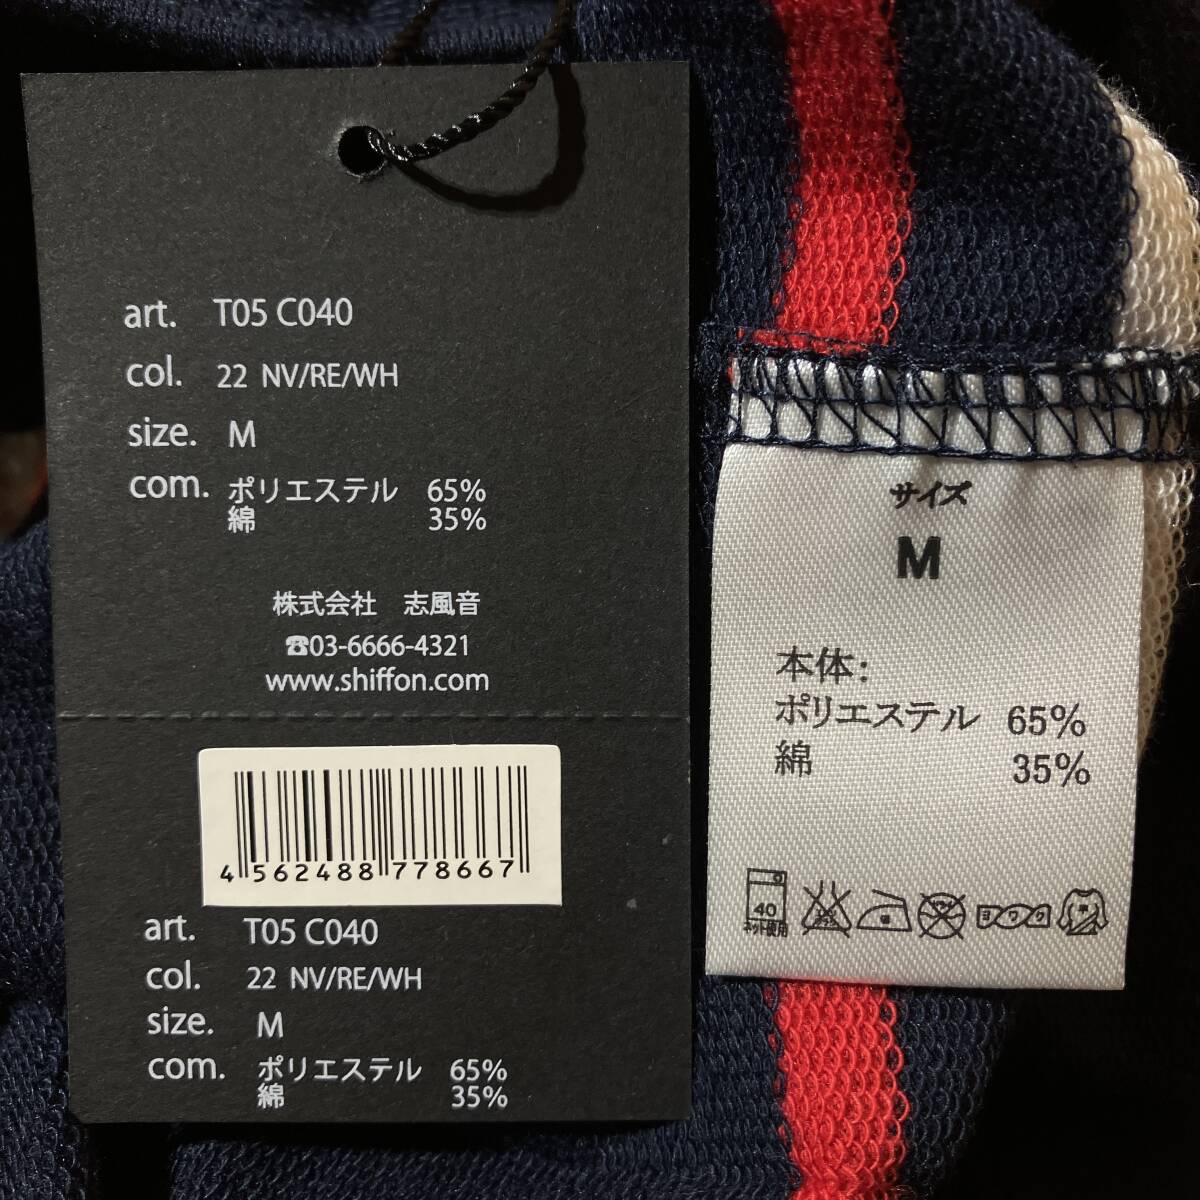 art. T05 C040
col. 22 NV/RE/WH
size. M
com. ポリエステル 65%
綿 35%
株式会社 志風音
☎03-6666-4321
www.shiffon.com
4 562488 778667
art. T05 C040
col. 22 NV/RE/WH
size. M
com. ポリエステル 65%
綿 35%
サイズ
M
本体:
ポリエステル 65%
綿 35%
40
ネット使用
ヨワク